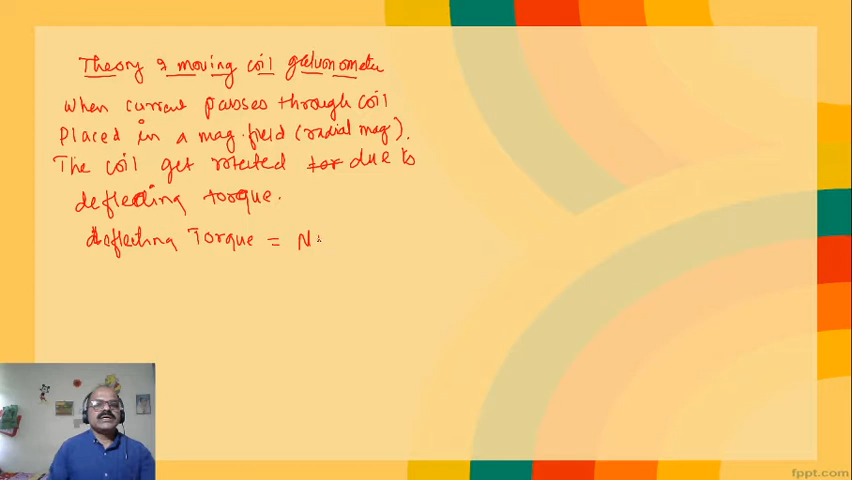 Theory of moving coil galvanometer
When current passes through coil
Placed in a mag. field (radial mag).
The coil get rotated for due to
deflecting torque.
deflecting Torque = N
fppt.com